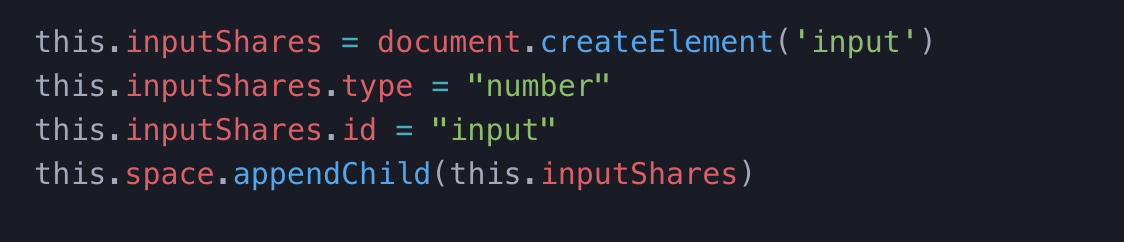 this.inputShares = document.createElement('input')
this.inputShares.type = "number"
this.inputShares.id = "input"
this.space.appendChild(this.inputShares)